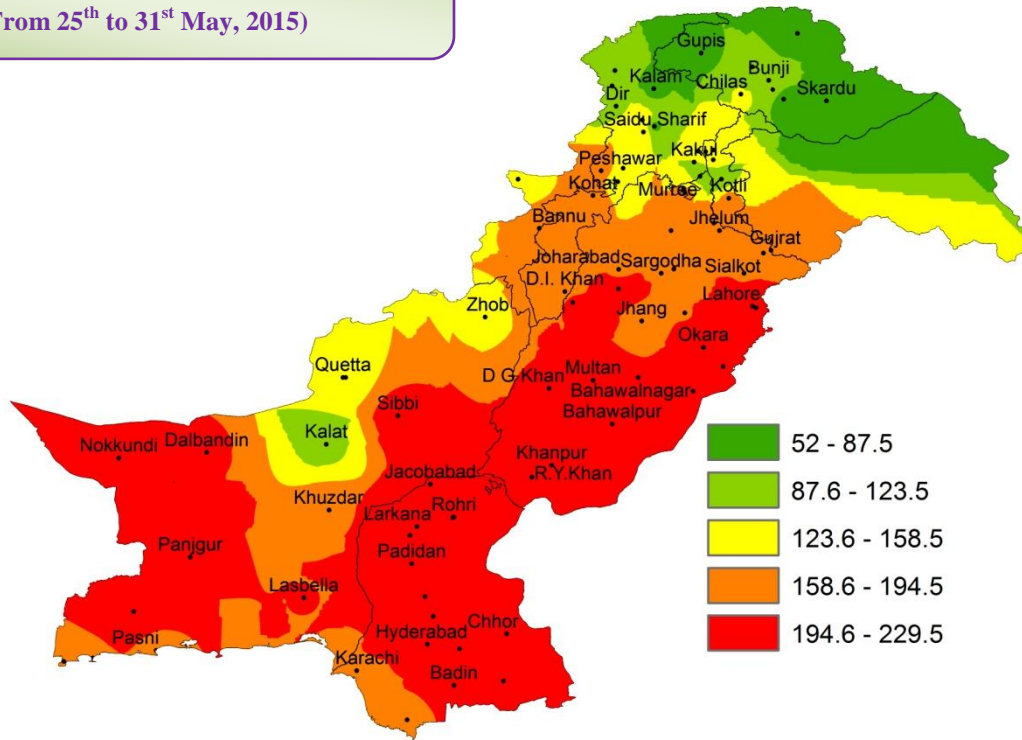 From 25th to 31st May, 2015)
Gupis
Kalam
Chilas
Bunji
Skardu
Dir
Saidu Sharif
Kakul
Peshawar
Kohat
Murree
Kotli
Bannu
Jhelum
Gujrat
Joharabad
Sargodha
Sialkot
D.I. Khan
Lahore
Zhob
Jhang
Okara
Quetta
D G Khan
Multan
Bahawalnagar
Sibbi
Bahawalpur
Nokkundi
Dalbandin
Kalat
Khanpur
Jacobabad
R.Y.Khan
Khuzdar
Rohri
Larkana
Panjgur
Padidan
Lasbella
Pasni
Hyderabad
Chhor
Karachi
Badin
52 - 87.5
87.6 - 123.5
123.6 - 158.5
158.6 - 194.5
194.6 - 229.5